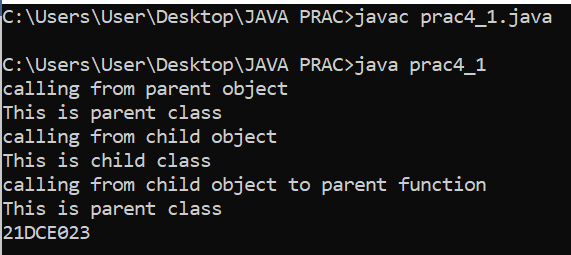 C:\Users\User\Desktop\JAVA PRAC>javac prac4_1.java
C:\Users\User\Desktop\JAVA PRAC>java prac4_1
calling from parent object
This is parent class
calling from child object
This is child class
calling from child object to parent function
This is parent class
21DCE023